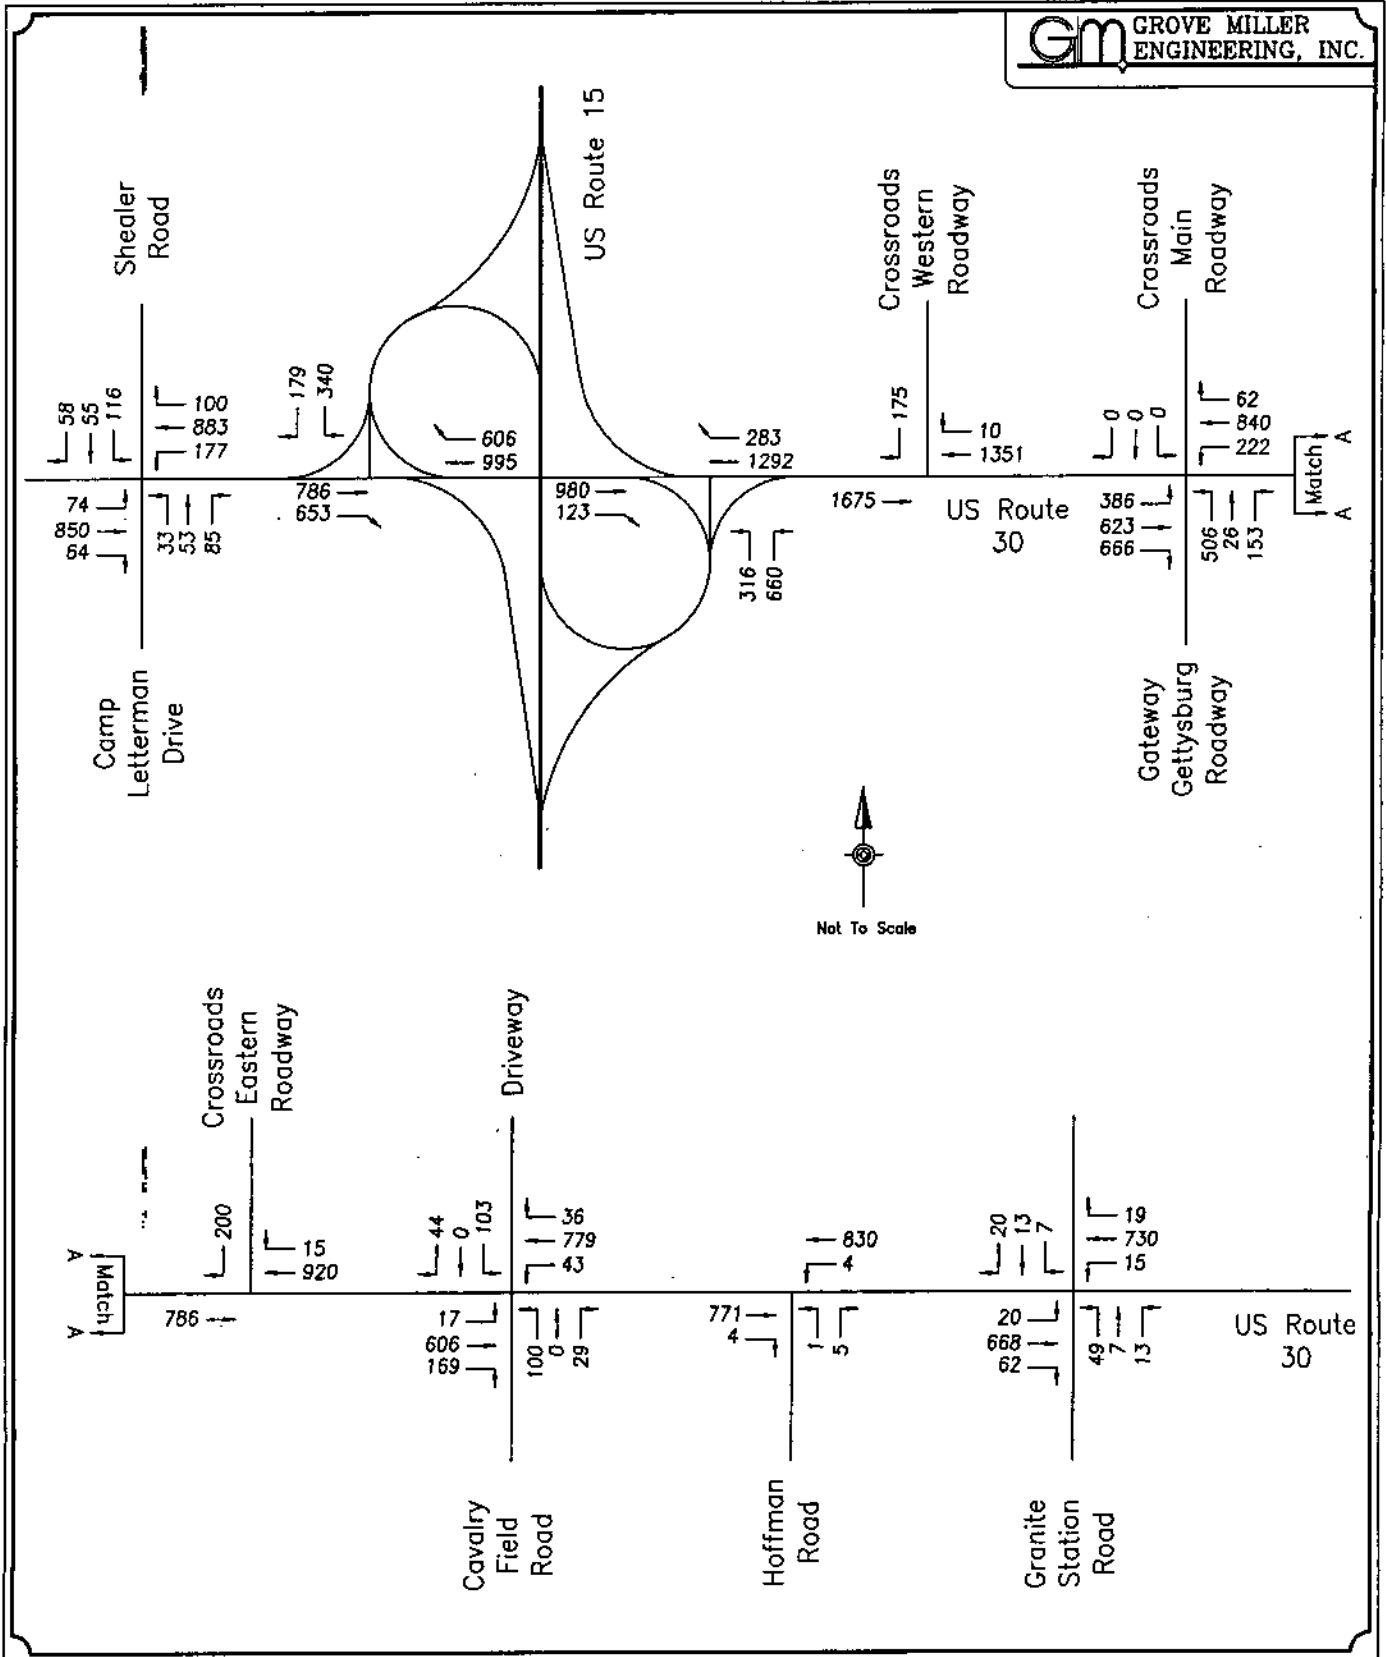 GROVE MILLER
ENGINEERING, INC.
Shealer
Road
58
55
116
100
883
177
74
850
64
33
53
85
Camp
Letterman
Drive
US Route 15
179
340
606
995
786
653
283
1292
980
123
316
660
Crossroads
Western
Roadway
175
10
1351
1675
US Route
30
Crossroads
Main
Roadway
0
0
0
62
840
222
386
623
666
506
26
153
Match
A
A
Gateway
Gettysburg
Roadway
Not To Scale
Crossroads
Eastern
Roadway
200
15
920
A
A
Match
786
Driveway
44
0
103
36
779
43
17
606
169
100
0
29
Cavalry
Field
Road
830
4
771
4
1
5
Hoffman
Road
20
13
7
19
730
15
20
668
62
49
7
13
Granite
Station
Road
US Route
30